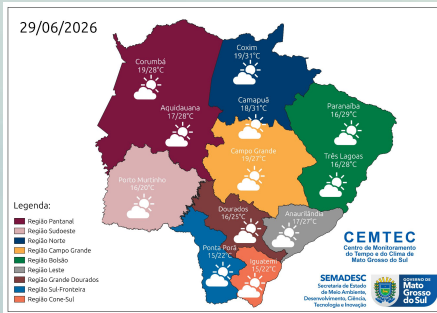 29/06/2026
Corumbá
19/28°C
Coxim
19/31°C
Aquidauana
17/28°C
Camapuã
18/31°C
Paranaíba
16/29°C
Campo Grande
19/27°C
Três Lagoas
16/28°C
Porto Murtinho
16/20°C
Dourados
16/25°C
Anaurilândia
17/27°C
Ponta Porã
15/22°C
Iguatemi
15/22°C
Legenda:
Região Pantanal
Região Sudoeste
Região Norte
Região Campo Grande
Região Bolsão
Região Leste
Região Grande Dourados
Região Sul-Fronteira
Região Cone-Sul
CEMTEC
Centro de Monitoramento
do Tempo e do Clima de
Mato Grosso do Sul
SEMADESC
Secretaria de Estado
de Meio Ambiente,
Desenvolvimento, Ciência,
Tecnologia e Inovação
GOVERNO DE
Mato
Grosso
do Sul